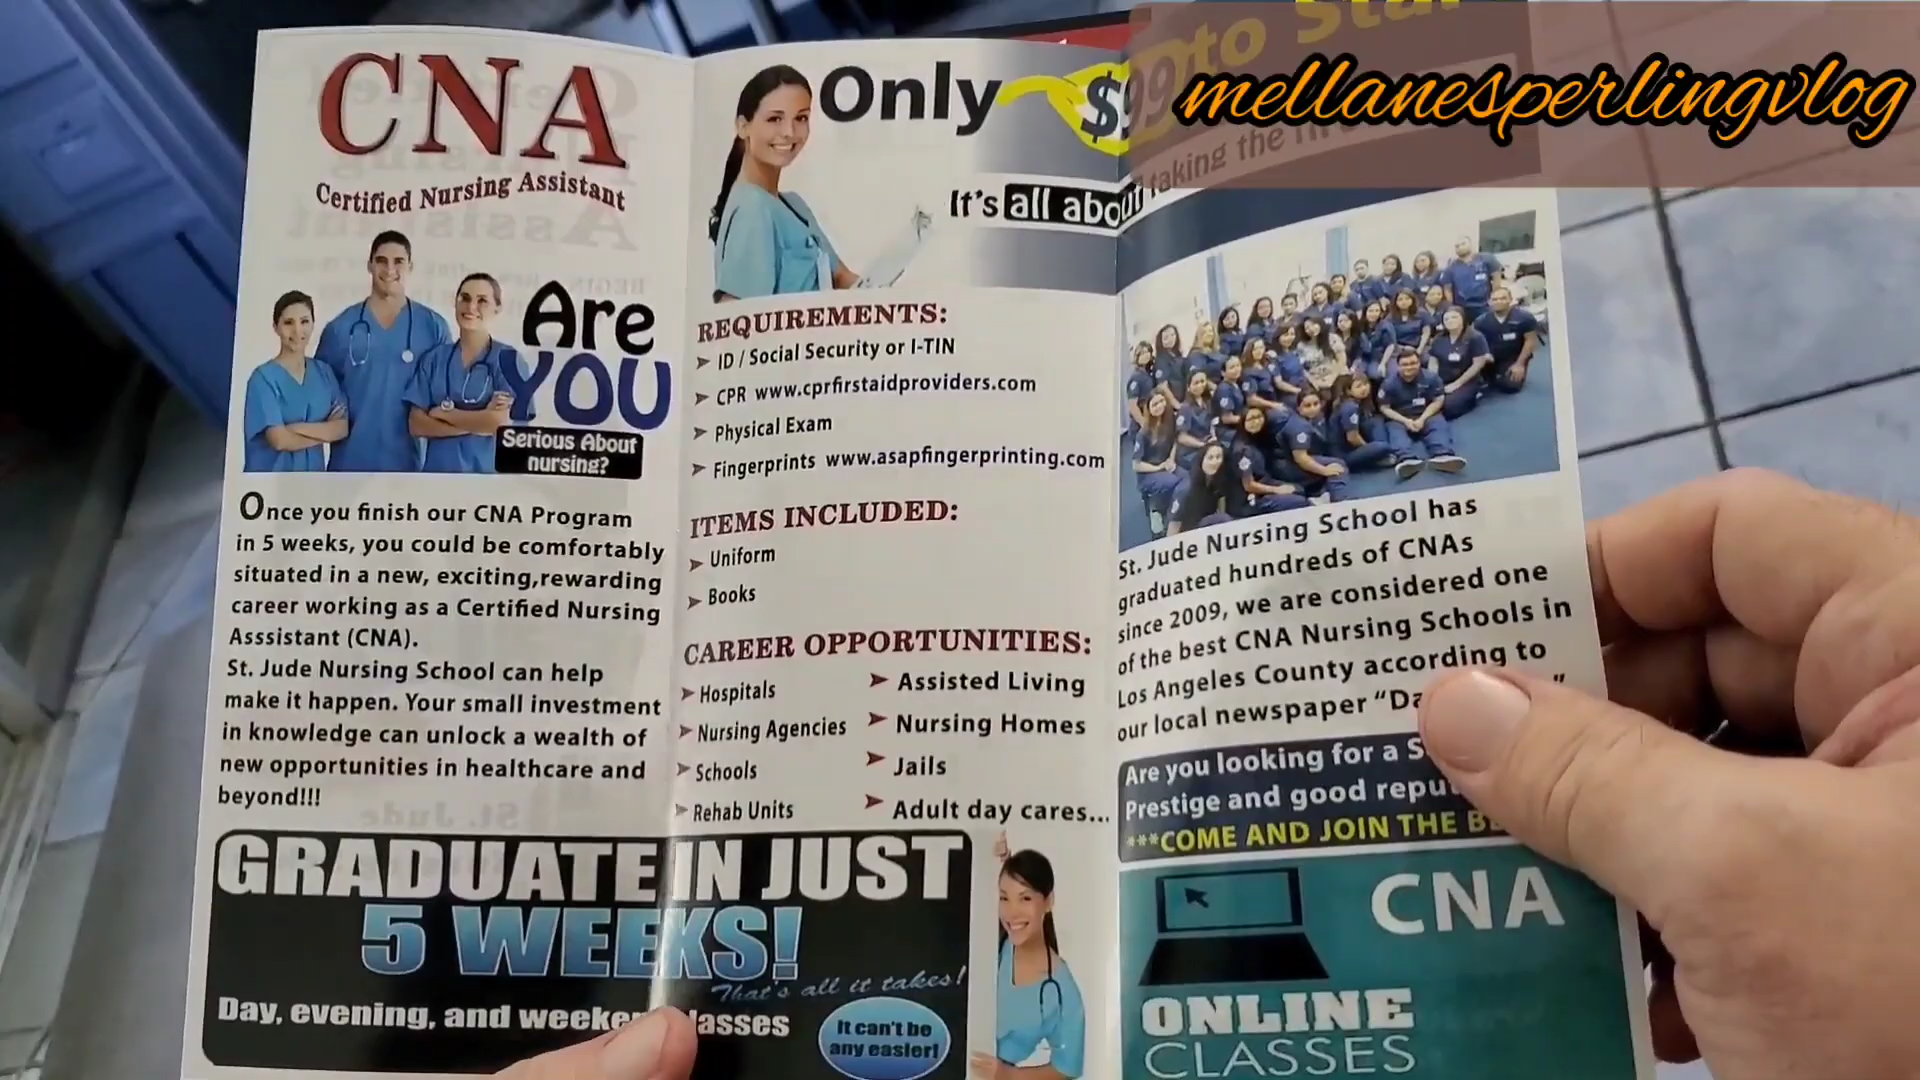 mellanesperlingvlog
CNA
Certified Nursing Assistant
Are
YOU
Serious About
nursing?
Once you finish our CNA Program
in 5 weeks, you could be comfortably
situated in a new, exciting,rewarding
career working as a Certified Nursing
Asssistant (CNA).
St. Jude Nursing School can help
make it happen. Your small investment
in knowledge can unlock a wealth of
new opportunities in healthcare and
beyond!!!
GRADUATE IN JUST
5 WEEKS!
That's all it takes!
Day, evening, and
It can't be
any easier!
Only $99 to
It's all about taking the
REQUIREMENTS:
➤ ID / Social Security or I-TIN
➤ CPR www.cprfirstaidproviders.com
➤ Physical Exam
➤ Fingerprints www.asapfingerprinting.com
ITEMS INCLUDED:
➤ Uniform
➤ Books
CAREER OPPORTUNITIES:
➤ Hospitals
➤ Nursing Agencies
➤ Schools
➤ Rehab Units
➤ Assisted Living
➤ Nursing Homes
➤ Jails
➤ Adult day cares...
St. Jude Nursing School has
graduated hundreds of CNAs
since 2009, we are considered one
of the best CNA Nursing Schools in
Los Angeles County according to
our local newspaper "
Are you looking for a
Prestige and good
***COME AND JOIN THE
CNA
ONLINE
CLASSES